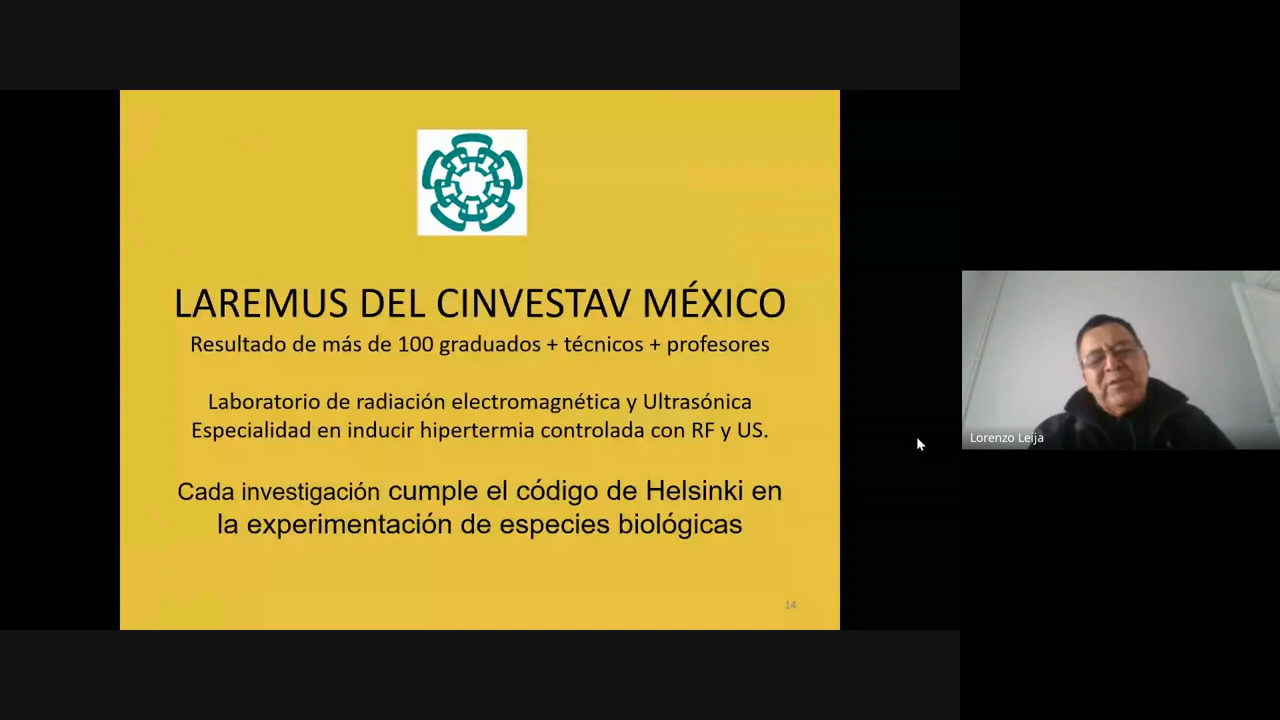 LAREMUS DEL CINVESTAV MÉXICO
Resultado de más de 100 graduados + técnicos + profesores
Laboratorio de radiación electromagnética y Ultrasónica
Especialidad en inducir hipertermia controlada con RF y US.
Cada investigación cumple el código de Helsinki en
la experimentación de especies biológicas
14
Lorenzo Leija